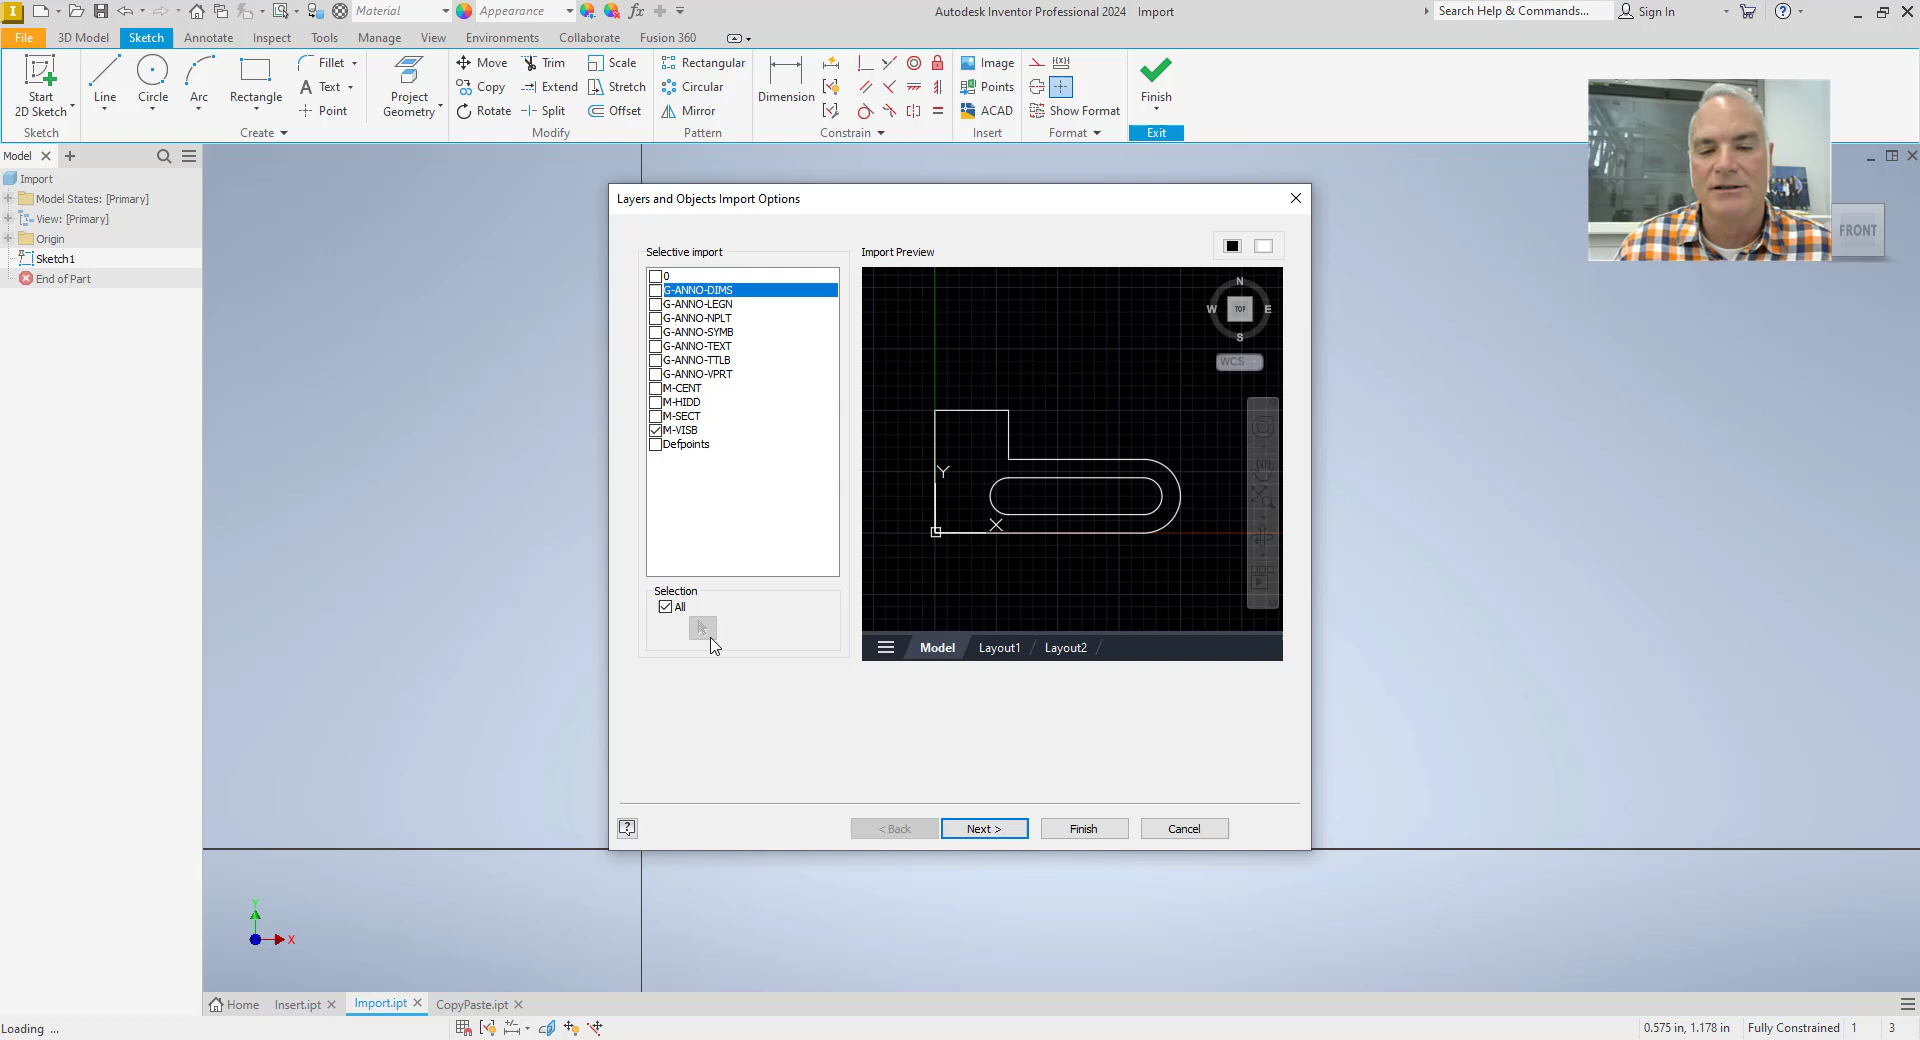 Material
Appearance
fx
Autodesk Inventor Professional 2024 Import
Search Help & Commands...
Sign In
File
3D Model
Sketch
Annotate
Inspect
Tools
Manage
View
Environments
Collaborate
Fusion 360
Start
2D Sketch
Line
Circle
Arc
Rectangle
Fillet
Text
Point
Project
Geometry
Move
Copy
Rotate
Trim
Extend
Split
Scale
Stretch
Offset
Rectangular
Circular
Mirror
Dimension
Image
Points
ACAD
Show Format
Finish
Sketch
Create
Modify
Pattern
Constrain
Insert
Format
Exit
Model
Import
Model States: [Primary]
View: [Primary]
Origin
Sketch1
End of Part
FRONT
Layers and Objects Import Options
Selective import
0
G-ANNO-DIMS
G-ANNO-LEGN
G-ANNO-NPLT
G-ANNO-SYMB
G-ANNO-TEXT
G-ANNO-TTLB
G-ANNO-VPRT
M-CENT
M-HIDD
M-SECT
M-VISB
Defpoints
Selection
All
Import Preview
N
W TOP E
S
WCS
Y
X
Model
Layout1
Layout2
< Back
Next >
Finish
Cancel
Y
X
Home
Insert.ipt
Import.ipt
CopyPaste.ipt
Loading ...
0.575 in, 1.178 in
Fully Constrained
1
3